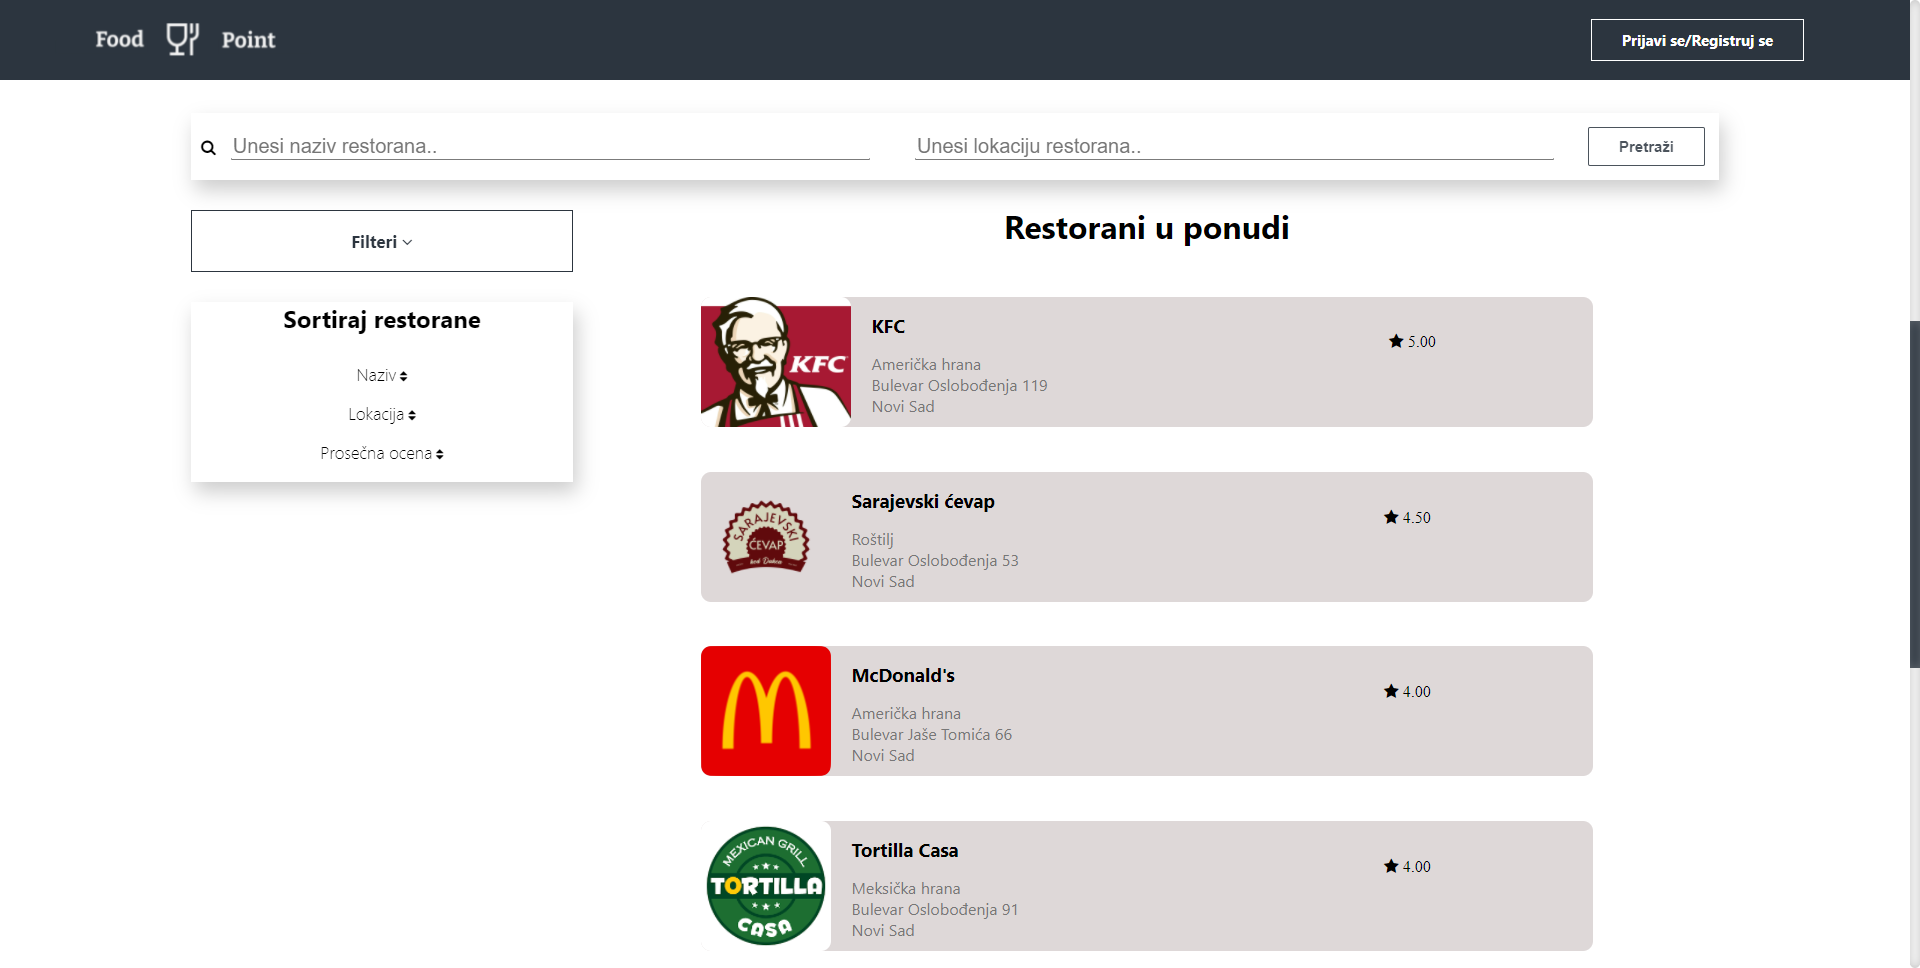 Food Point
Prijavi se/Registruj se
Unesi naziv restorana..
Unesi lokaciju restorana..
Pretraži
Filteri
Sortiraj restorane
Naziv
Lokacija
Prosečna ocena
Restorani u ponudi
KFC
KFC
5.00
Američka hrana
Bulevar Oslobođenja 119
Novi Sad
SARAJEVSKI
ĆEVAP
Sarajevski ćevap
4.50
Roštilj
Bulevar Oslobođenja 53
Novi Sad
McDonald's
4.00
Američka hrana
Bulevar Jaše Tomića 66
Novi Sad
MEXICAN GRILL
TORTILLA
CASA
Tortilla Casa
4.00
Meksička hrana
Bulevar Oslobođenja 91
Novi Sad